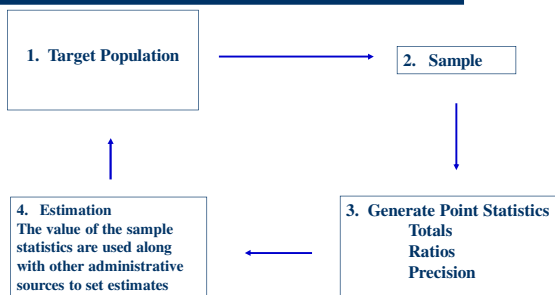 1. Target Population
2. Sample
3. Generate Point Statistics
Totals
Ratios
Precision
4. Estimation
The value of the sample
statistics are used along
with other administrative
sources to set estimates